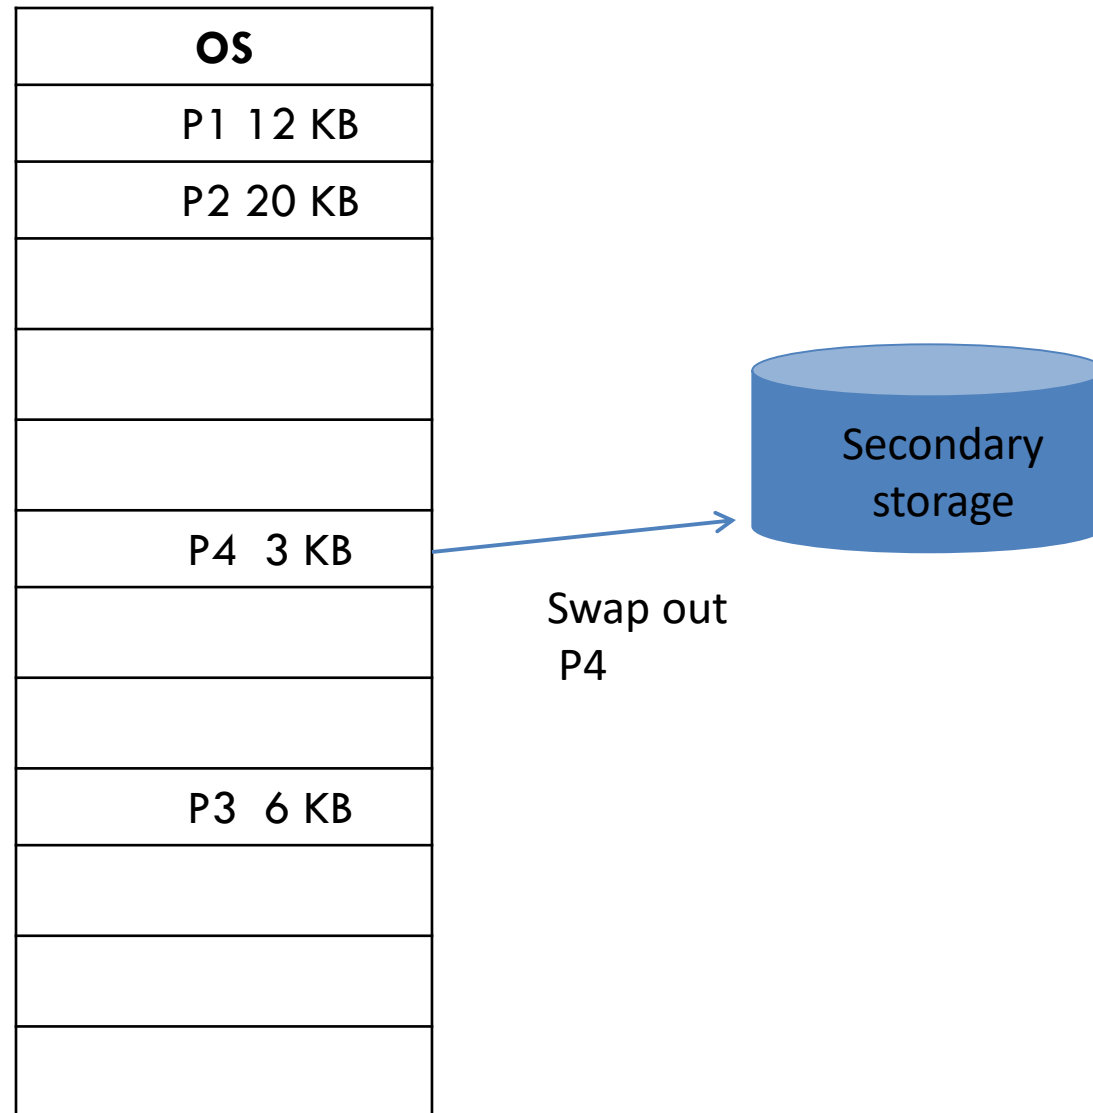 OS
P1 12 KB
P2 20 KB
Secondary
storage
P4 3 KB
Swap out
P4
P3 6 KB